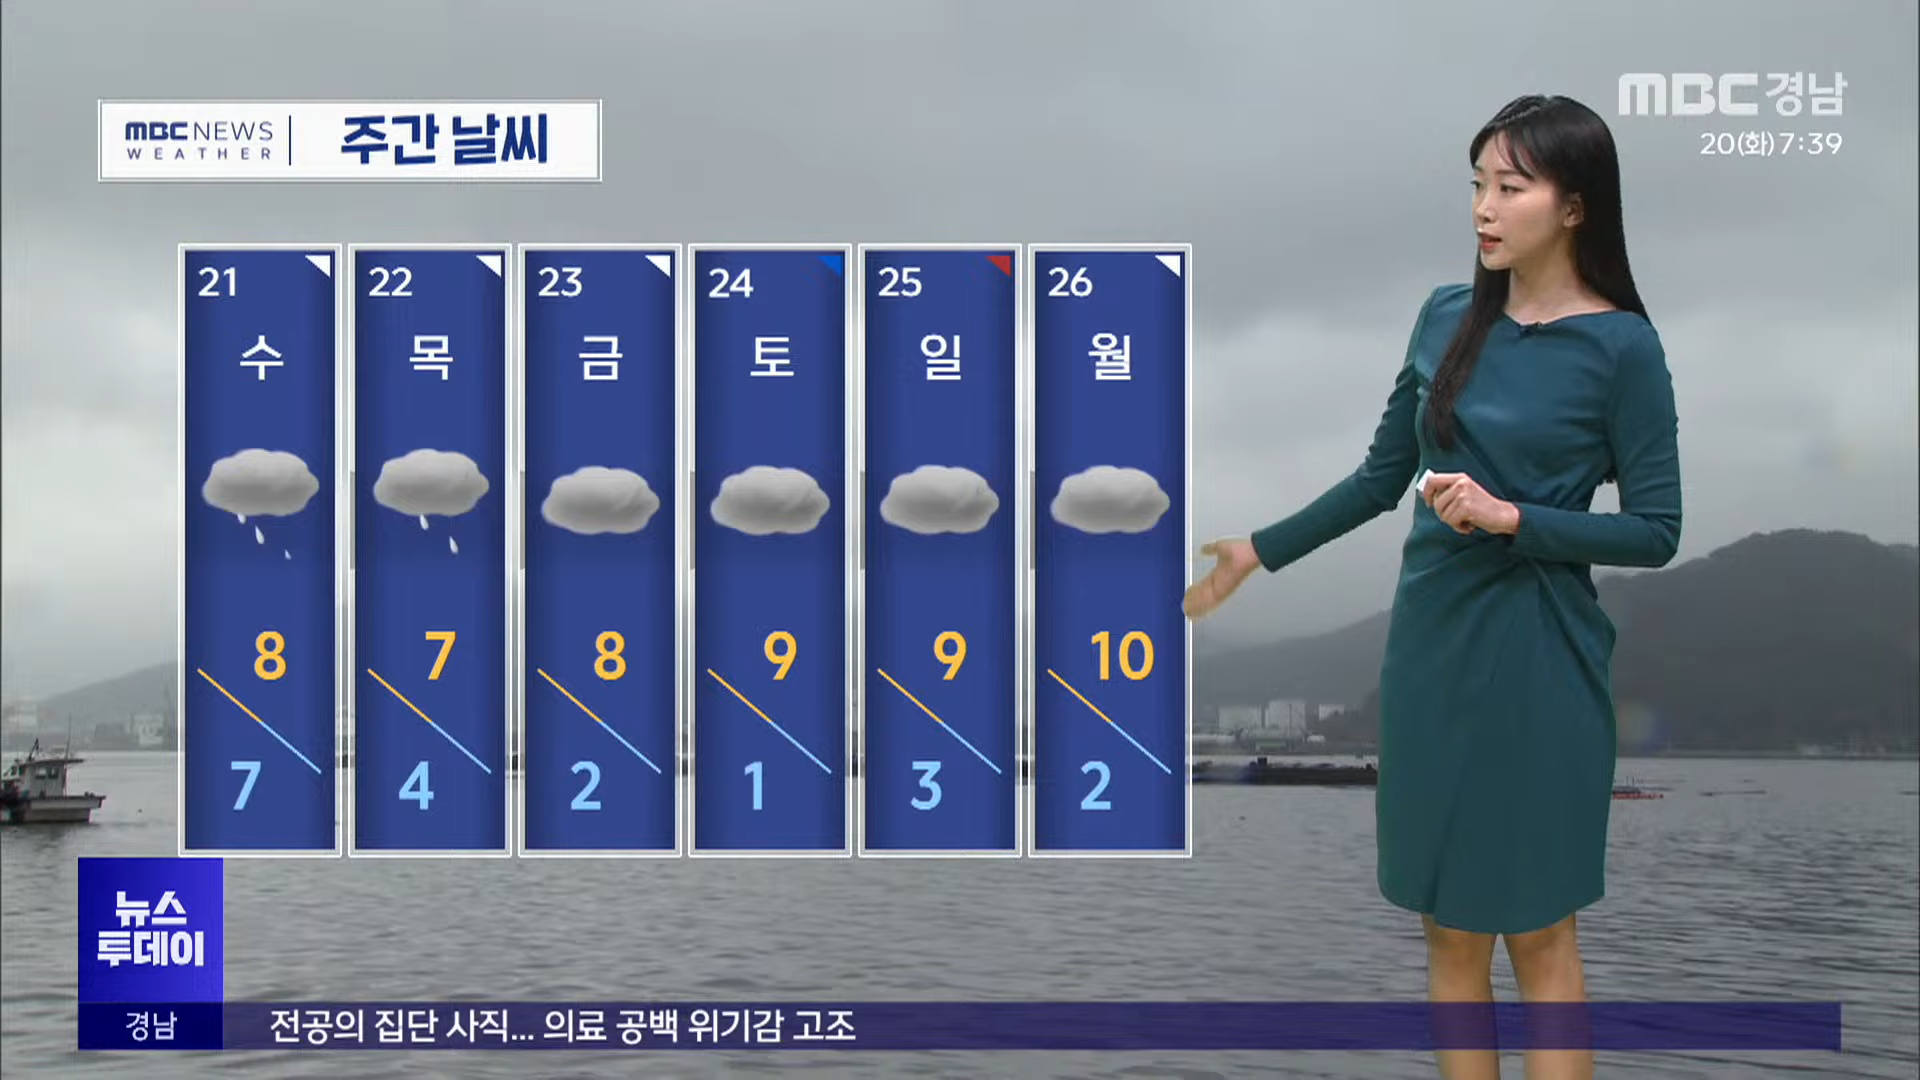 MBC NEWS
WEATHER
주간 날씨
MBC경남
20(화) 7:39
21
수
8
7
22
목
7
4
23
금
8
2
24
토
9
1
25
일
9
3
26
월
10
2
뉴스
투데이
경남
전공의 집단 사직... 의료 공백 위기감 고조